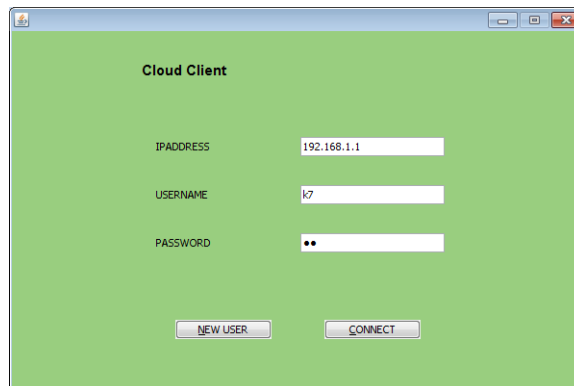 Cloud Client
IPADDRESS 192.168.1.1
USERNAME k7
PASSWORD ●●
NEW USER CONNECT